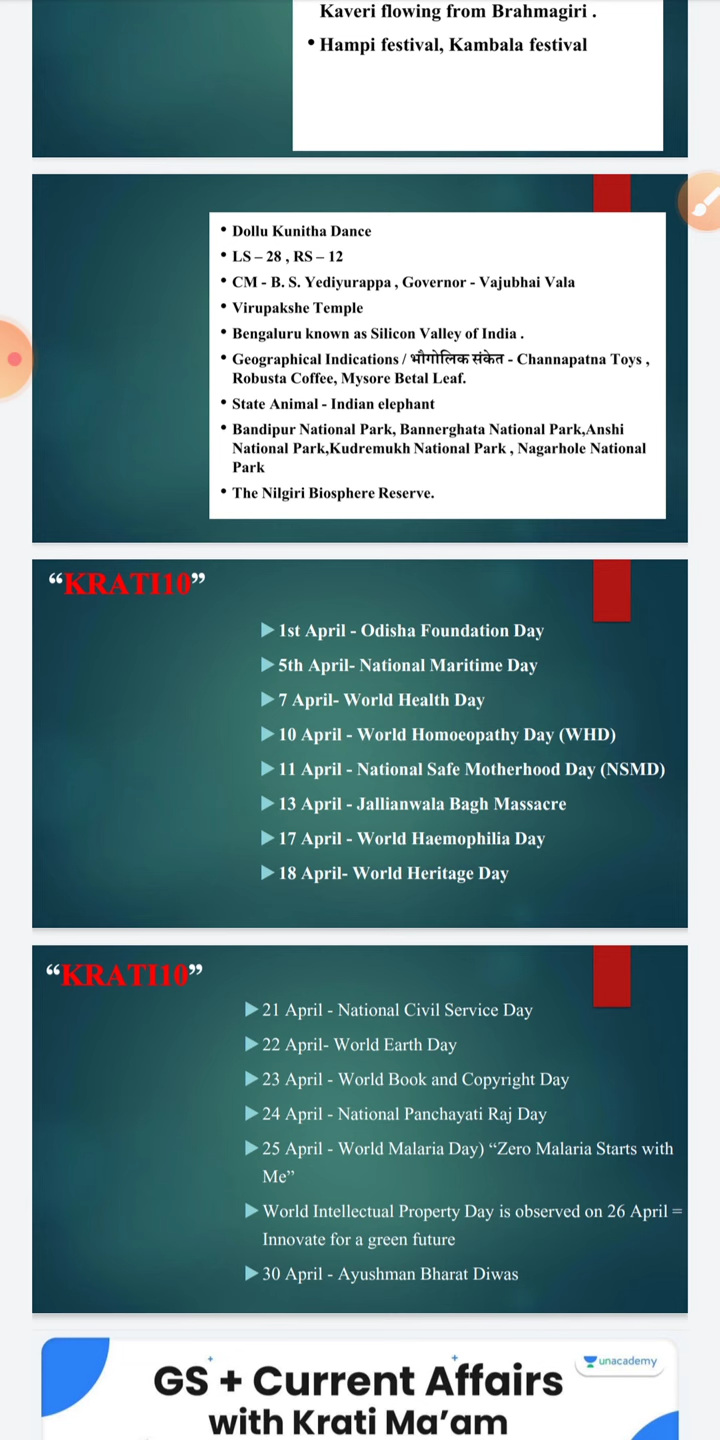 Kaveri flowing from Brahmagiri .
• Hampi festival, Kambala festival
• Dollu Kunitha Dance
• LS – 28 , RS – 12
• CM - B. S. Yediyurappa , Governor - Vajubhai Vala
• Virupakshe Temple
• Bengaluru known as Silicon Valley of India .
• Geographical Indications / भौगोलिक संकेत - Channapatna Toys ,
Robusta Coffee, Mysore Betal Leaf.
• State Animal - Indian elephant
• Bandipur National Park, Bannerghata National Park,Anshi
National Park,Kudremukh National Park , Nagarhole National
Park
• The Nilgiri Biosphere Reserve.
“KRATI10”
1st April - Odisha Foundation Day
5th April- National Maritime Day
7 April- World Health Day
10 April - World Homoeopathy Day (WHD)
11 April - National Safe Motherhood Day (NSMD)
13 April - Jallianwala Bagh Massacre
17 April - World Haemophilia Day
18 April- World Heritage Day
“KRATI10”
21 April - National Civil Service Day
22 April- World Earth Day
23 April - World Book and Copyright Day
24 April - National Panchayati Raj Day
25 April - World Malaria Day) “Zero Malaria Starts with
Me”
World Intellectual Property Day is observed on 26 April =
Innovate for a green future
30 April - Ayushman Bharat Diwas
unacademy
GS + Current Affairs
with Krati Ma’am